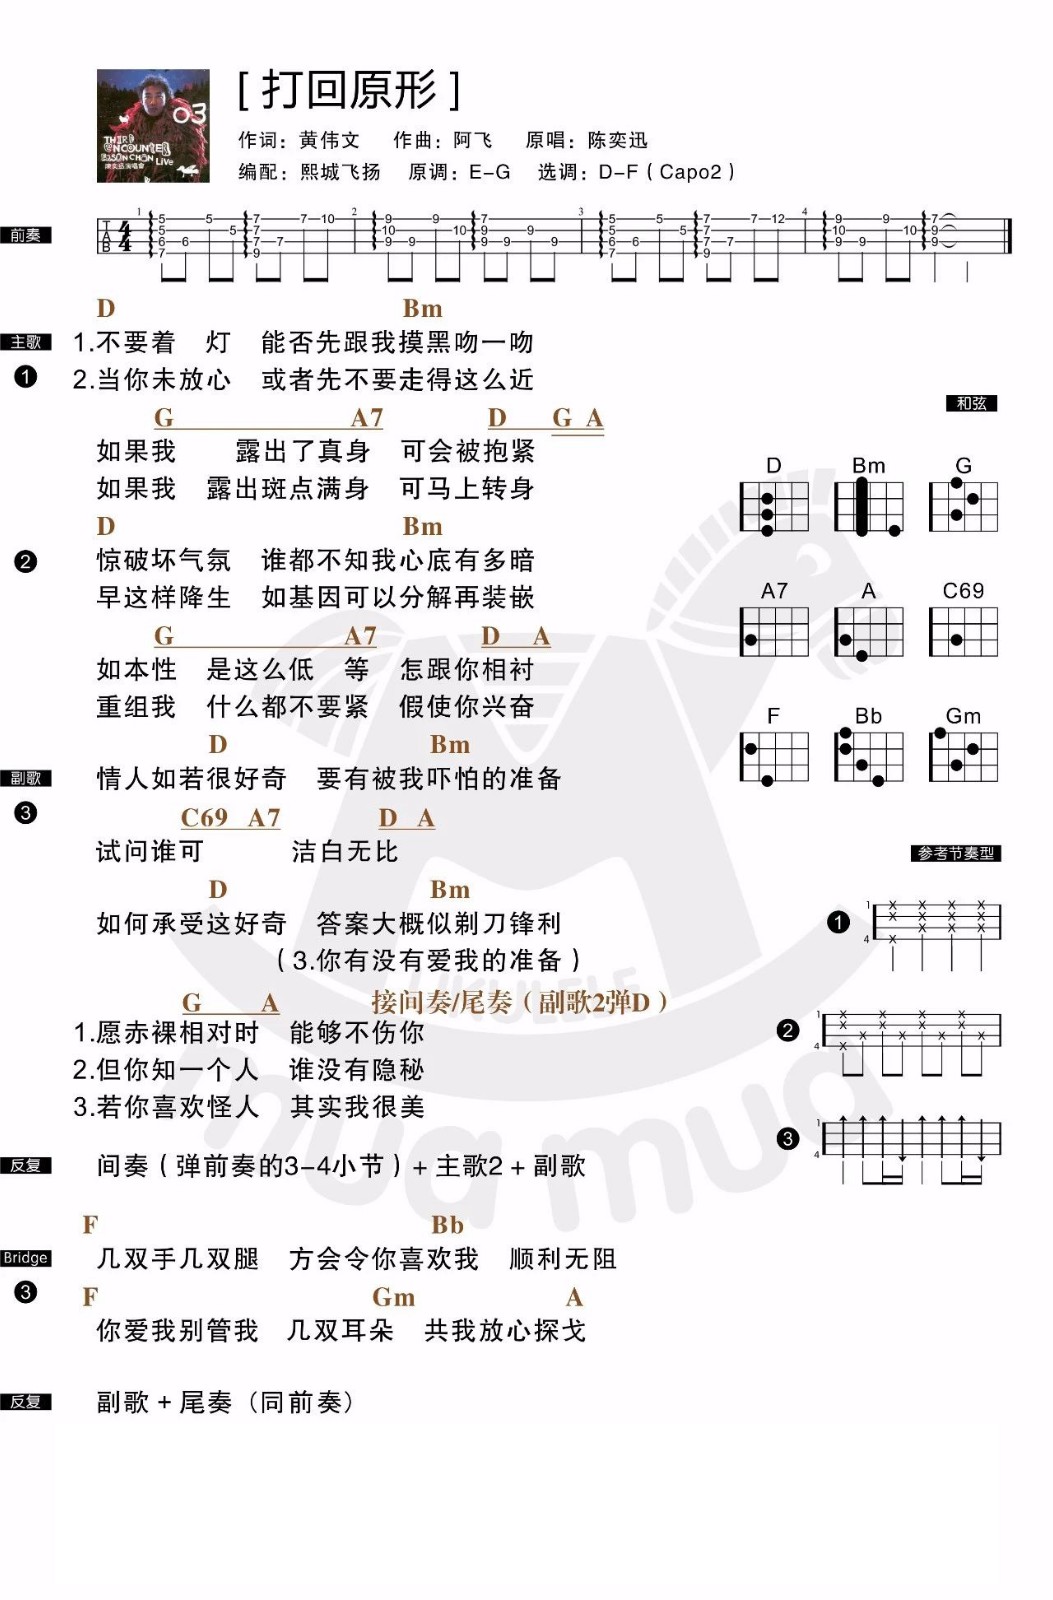 [ 打回原形 ]
作词：黄伟文 作曲：阿飞 原唱：陈奕迅
编配：熙城飞扬 原调：E-G 选调：D-F（Capo2）
03
THIRD ENCOUNTER
EASON CHAN Live
前奏
1 2 3 4
T A B 4 4
D Bm
主歌
1.不要着 灯 能否先跟我摸黑吻一吻
1
2.当你未放心 或者先不要走得这么近
G A7 D G A
如果我 露出了真身 可会被抱紧
如果我 露出斑点满身 可马上转身
D Bm
2
惊破坏气氛 谁都不知我心底有多暗
早这样降生 如基因可以分解再装嵌
G A7 D A
如本性 是这么低 等 怎跟你相衬
重组我 什么都不要紧 假使你兴奋
D Bm
副歌
情人如若很好奇 要有被我吓怕的准备
3
C69 A7 D A
试问谁可 洁白无比
D Bm
如何承受这好奇 答案大概似剃刀锋利
（3.你有没有爱我的准备）
G A 接间奏/尾奏（副歌2弹D）
1.愿赤裸相对时 能够不伤你
2.但你知一个人 谁没有隐秘
3.若你喜欢怪人 其实我很美
反复
间奏（弹前奏的3-4小节）+ 主歌2 + 副歌
F Bb
Bridge
几双手几双腿 方会令你喜欢我 顺利无阻
3
F Gm A
你爱我别管我 几双耳朵 共我放心探戈
反复
副歌 + 尾奏（同前奏）
和弦
D Bm G
A7 A C69
F Bb Gm
参考节奏型
1
2
3
UKULELE
mua mua